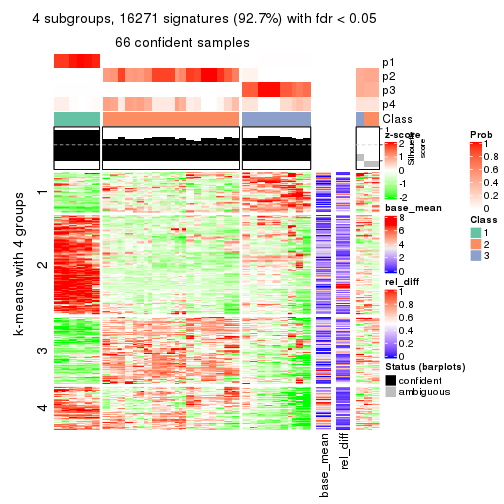 4 subgroups, 16271 signatures (92.7%) with fdr < 0.05
66 confident samples
p1
p2
p3
p4
Class
1
Silhouette score
k-means with 4 groups
1
2
3
4
base_mean
rel_diff
z-score
2
1
0
-1
-2
base_mean
8
6
4
2
0
rel_diff
1
0.8
0.6
0.4
0.2
0
Status (barplots)
confident
ambiguous
Prob
1
0.8
0.6
0.4
0.2
0
Class
1
2
3